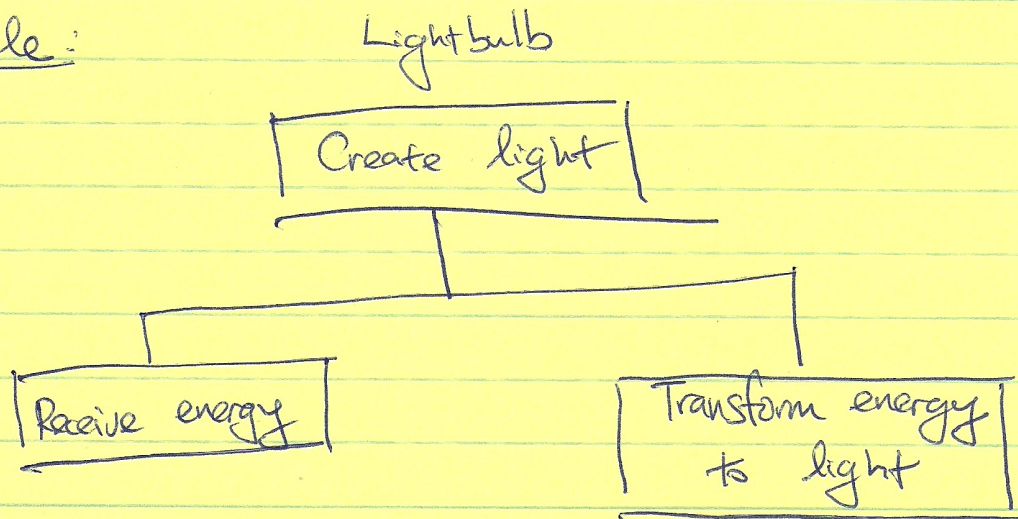 le:
Lightbulb
Create light
Receive energy
Transform energy
to light